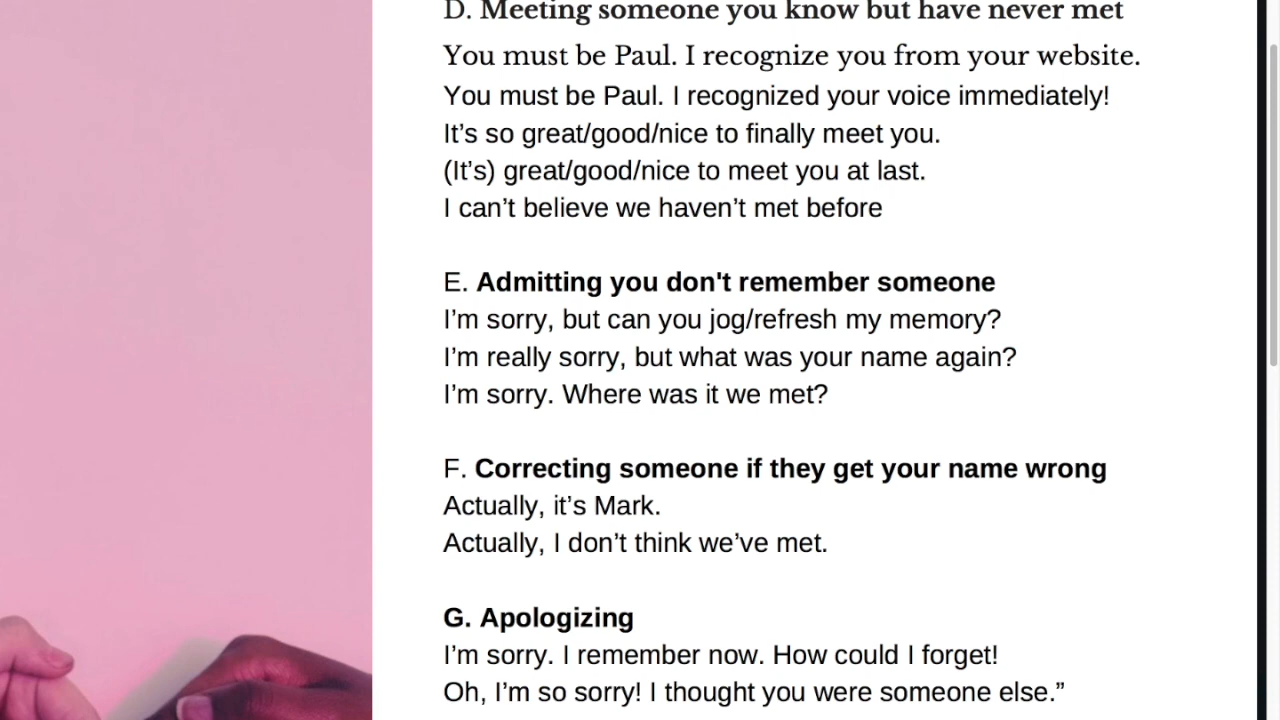 D. Meeting someone you know but have never met
You must be Paul. I recognize you from your website.
You must be Paul. I recognized your voice immediately!
It’s so great/good/nice to finally meet you.
(It’s) great/good/nice to meet you at last.
I can’t believe we haven’t met before
E. Admitting you don't remember someone
I’m sorry, but can you jog/refresh my memory?
I’m really sorry, but what was your name again?
I’m sorry. Where was it we met?
F. Correcting someone if they get your name wrong
Actually, it’s Mark.
Actually, I don’t think we’ve met.
G. Apologizing
I’m sorry. I remember now. How could I forget!
Oh, I’m so sorry! I thought you were someone else.”